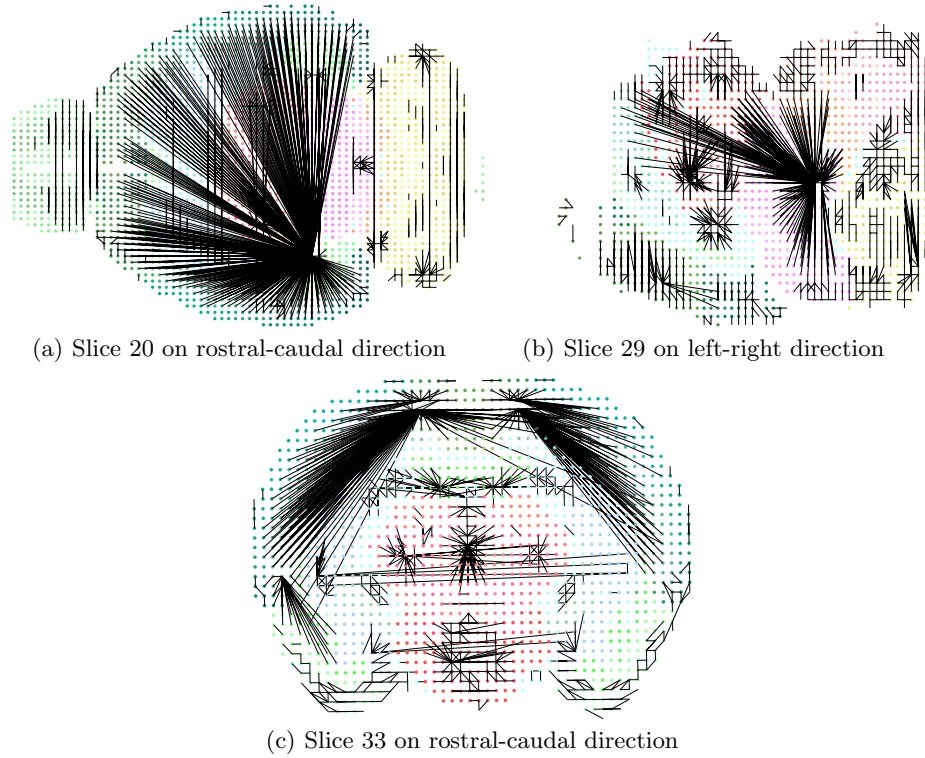 (a) Slice 20 on rostral-caudal direction
(b) Slice 29 on left-right direction
(c) Slice 33 on rostral-caudal direction